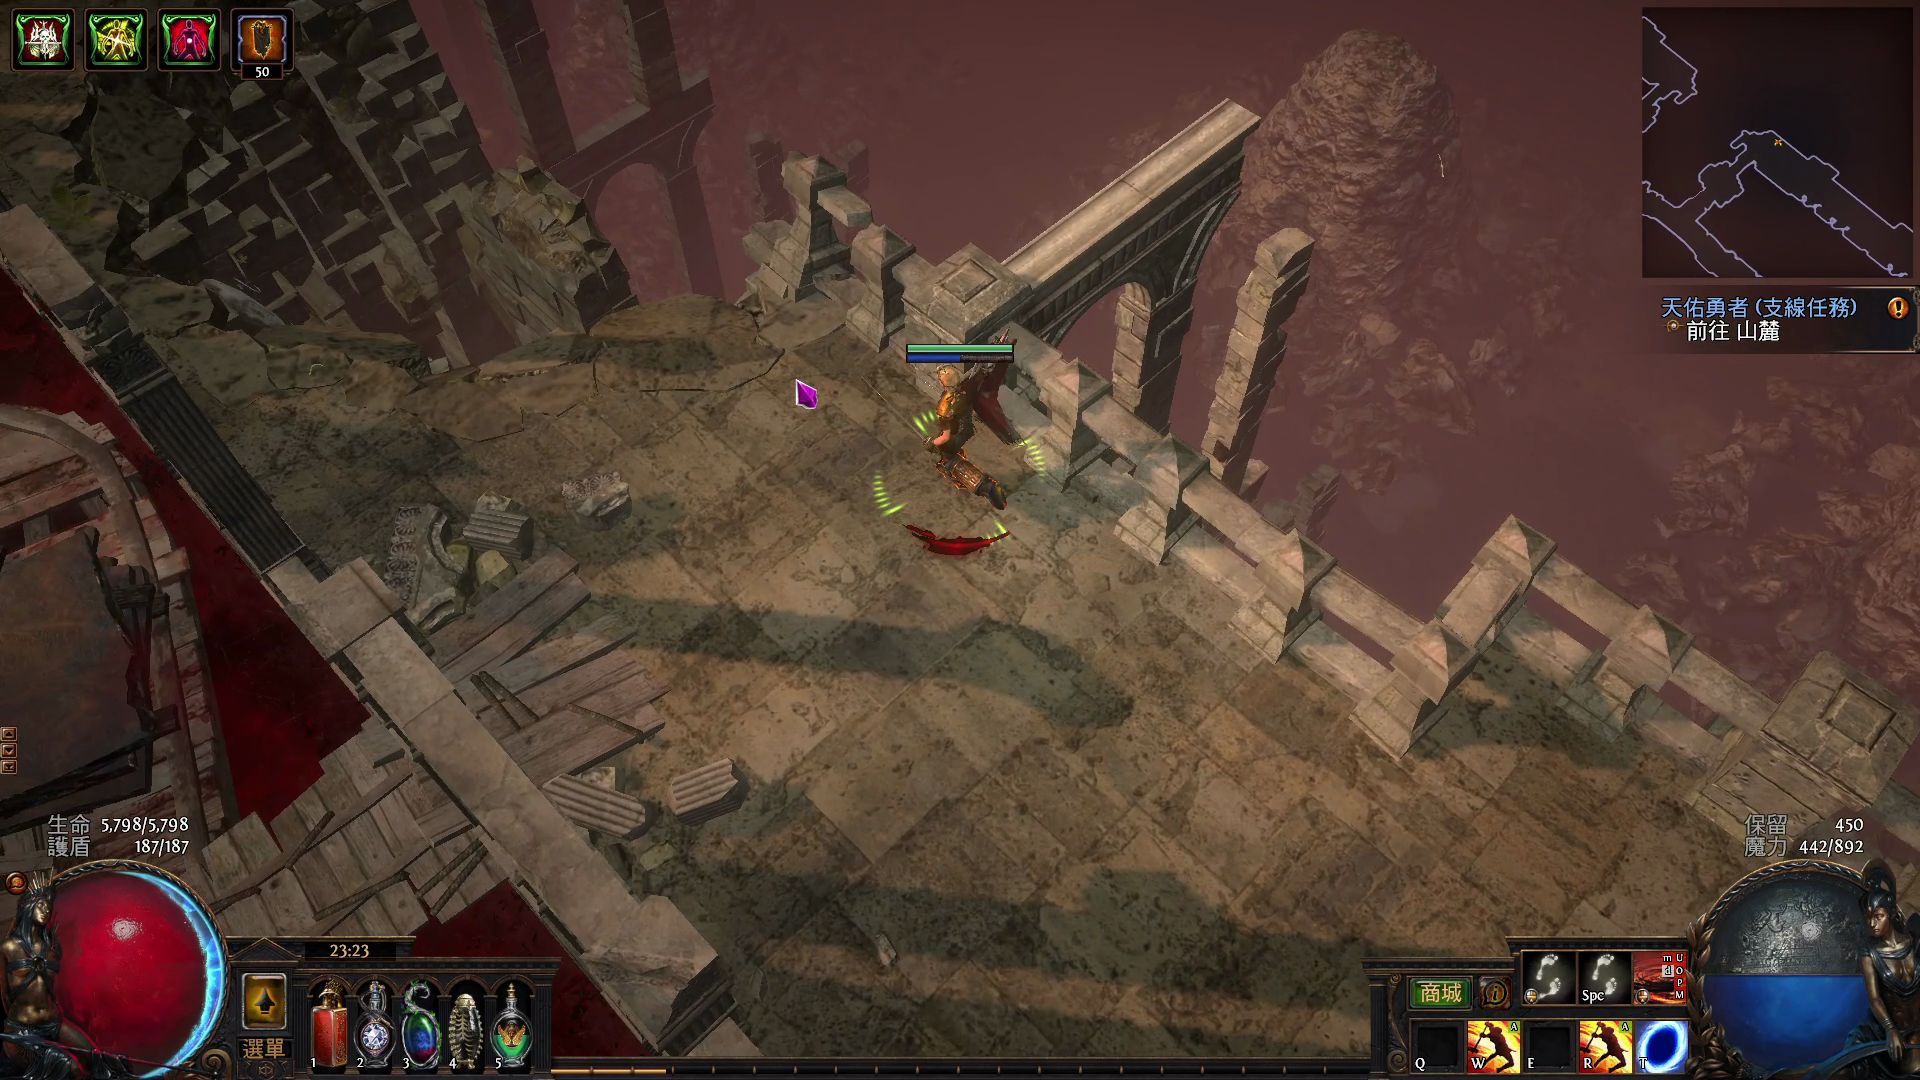 50
天佑勇者 (支線任務)
前往 山麓
生命 5,798/5,798
護盾 187/187
保留 450
魔力 442/892
23:23
選單
1 2 3 4 5
商城
Spc
m U
d O
P
M
Q W A E R A T